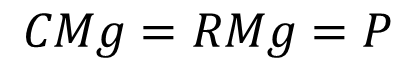 CMg = RMg = P